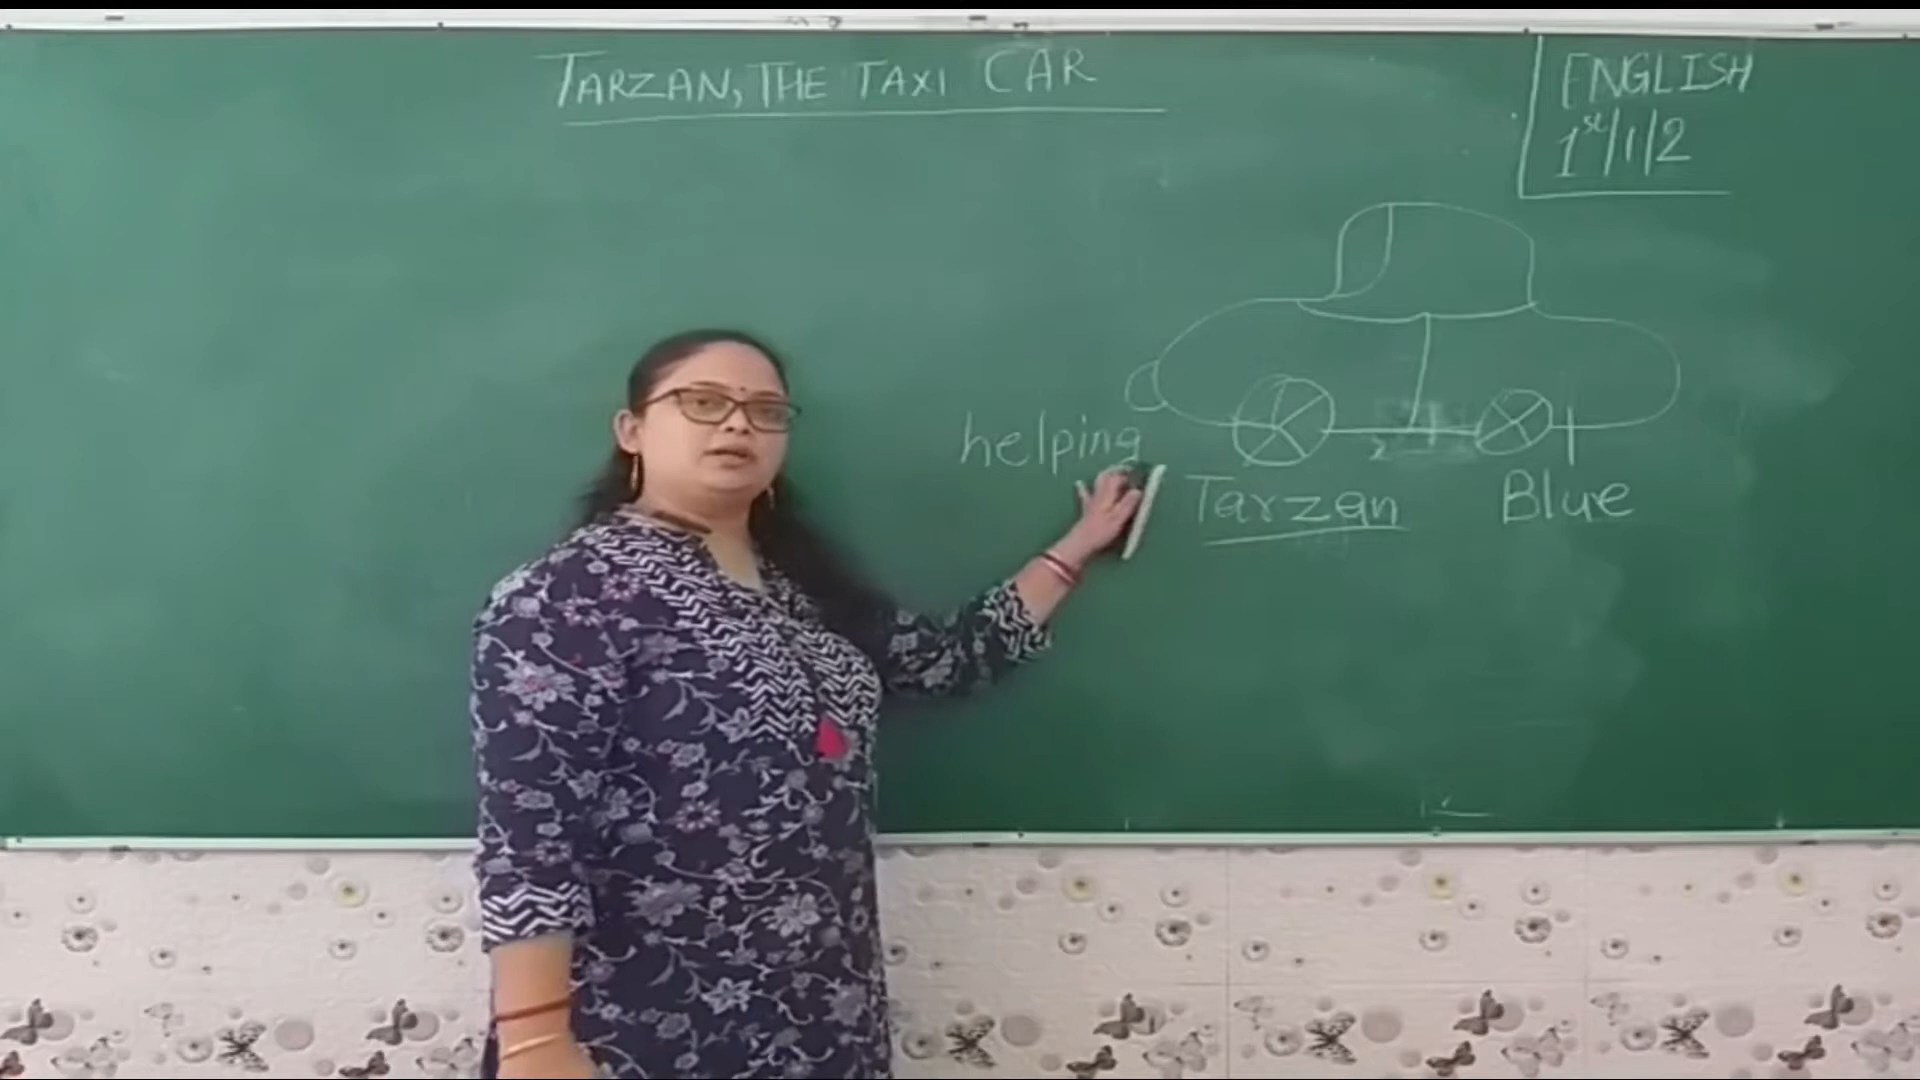 TARZAN, THE TAXI CAR
ENGLISH
1st/1/2
helping
Tarzan
Blue